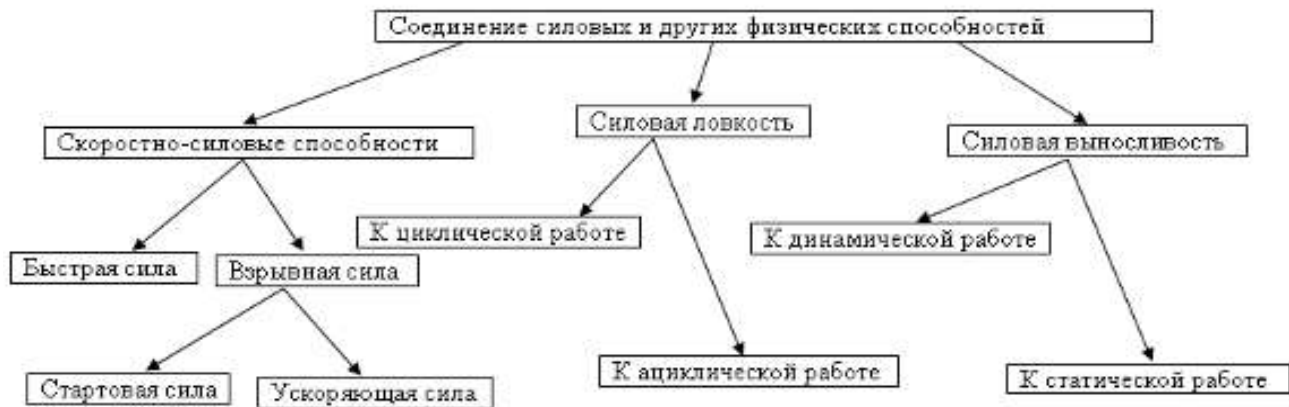 Соединение силовых и других физических способностей
Скоростно-силовые способности
Силовая ловкость
Силовая выносливость
К циклической работе
К динамической работе
Быстрая сила
Взрывная сила
Стартовая сила
Ускоряющая сила
К ациклической работе
К статической работе